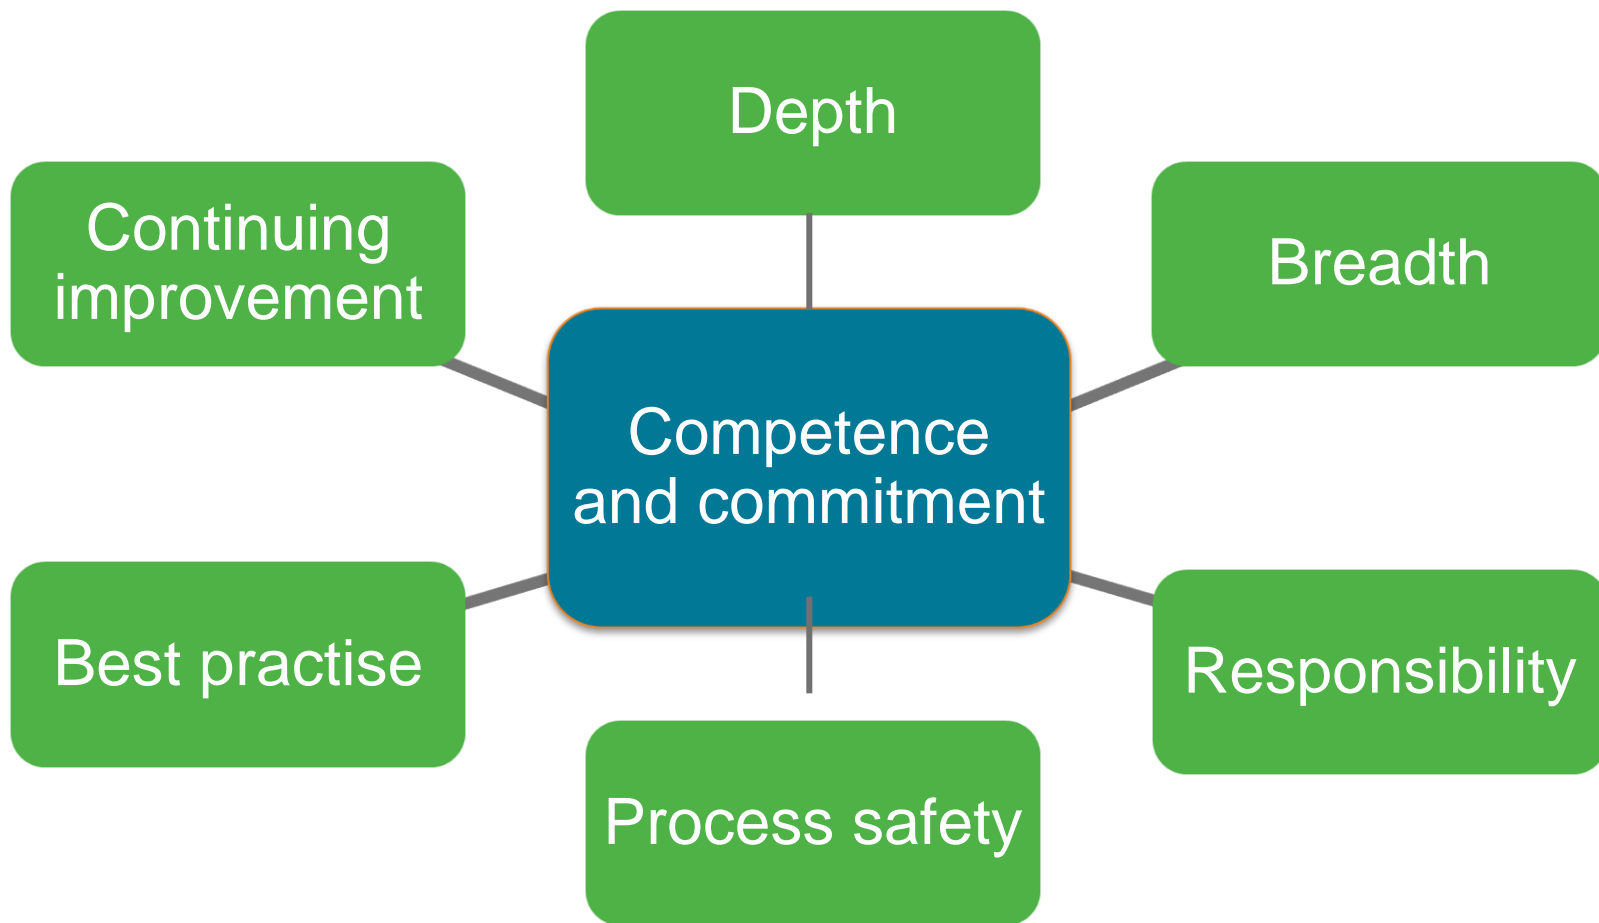 Depth
Continuing
improvement
Breadth
Competence
and commitment
Best practise
Responsibility
Process safety